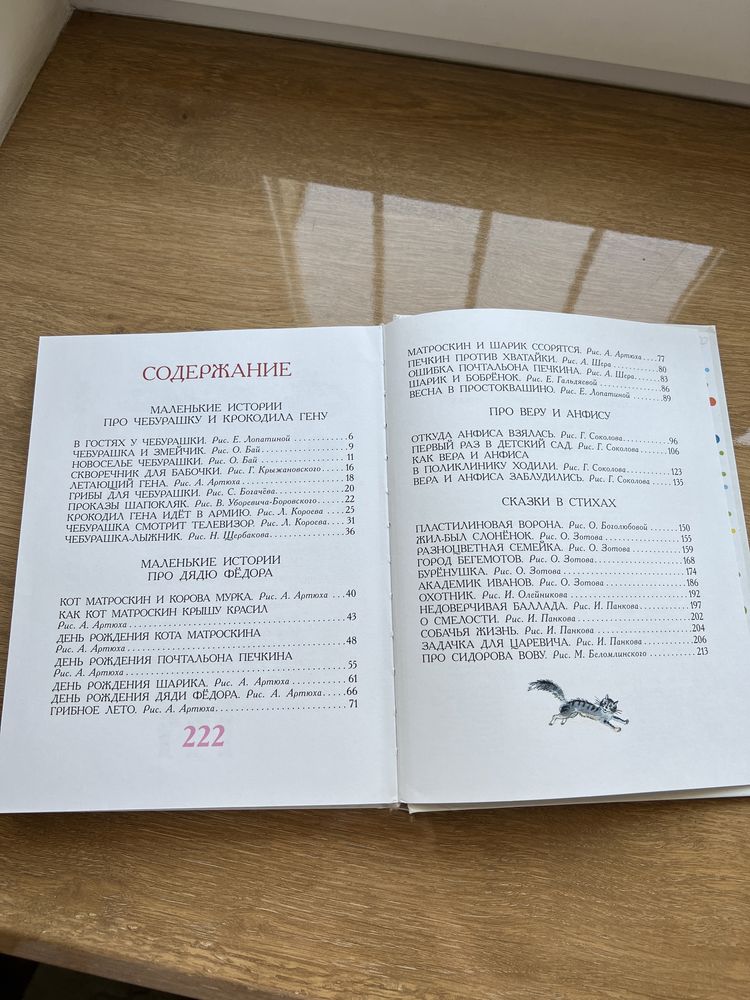 СОДЕРЖАНИЕ
МАЛЕНЬКИЕ ИСТОРИИ
ПРО ЧЕБУРАШКУ И КРОКОДИЛА ГЕНУ
В ГОСТЯХ У ЧЕБУРАШКИ. Рис. Е. Лопатиной ..........6
ЧЕБУРАШКА И ЗМЕЙЧИК. Рис. О. Бай ..........9
НОВОСЕЛЬЕ ЧЕБУРАШКИ. Рис. О. Бай ..........11
СКВОРЕЧНИК ДЛЯ БАБОЧКИ. Рис. Г. Крыжановского ....16
ЛЕТАЮЩИЙ ГЕНА. Рис. А. Артюха ..........18
ГРИБЫ ДЛЯ ЧЕБУРАШКИ. Рис. С. Богачёва ..........20
ПРОКАЗЫ ШАПОКЛЯК. Рис. В. Уборевича-Боровского ....22
КРОКОДИЛ ГЕНА ИДЁТ В АРМИЮ. Рис. Л. Короева ....25
ЧЕБУРАШКА СМОТРИТ ТЕЛЕВИЗОР. Рис. Л. Короева ...31
ЧЕБУРАШКА-ЛЫЖНИК. Рис. Н. Щербакова ..........36
МАЛЕНЬКИЕ ИСТОРИИ
ПРО ДЯДЮ ФЁДОРА
КОТ МАТРОСКИН И КОРОВА МУРКА. Рис. А. Артюха ...40
КАК КОТ МАТРОСКИН КРЫШУ КРАСИЛ
Рис. А. Артюха ..........43
ДЕНЬ РОЖДЕНИЯ КОТА МАТРОСКИНА
Рис. А. Артюха ..........48
ДЕНЬ РОЖДЕНИЯ ПОЧТАЛЬОНА ПЕЧКИНА
Рис. А. Артюха ..........55
ДЕНЬ РОЖДЕНИЯ ШАРИКА. Рис. А. Артюха ..........61
ДЕНЬ РОЖДЕНИЯ ДЯДИ ФЁДОРА. Рис. А. Артюха ....66
ГРИБНОЕ ЛЕТО. Рис. А. Артюха ..........71
222
МАТРОСКИН И ШАРИК ССОРЯТСЯ. Рис. А. Артюха ....77
ПЕЧКИН ПРОТИВ ХВАТАЙКИ. Рис. А. Шера ..........80
ОШИБКА ПОЧТАЛЬОНА ПЕЧКИНА. Рис. А. Шера ....83
ШАРИК И БОБРЁНОК. Рис. Е. Гальдяевой ..........86
ВЕСНА В ПРОСТОКВАШИНО. Рис. Е. Лопатиной ....89
ПРО ВЕРУ И АНФИСУ
ОТКУДА АНФИСА ВЗЯЛАСЬ. Рис. Г. Соколова ..........96
ПЕРВЫЙ РАЗ В ДЕТСКИЙ САД. Рис. Г. Соколова ....106
КАК ВЕРА И АНФИСА
В ПОЛИКЛИНИКУ ХОДИЛИ. Рис. Г. Соколова ..........123
ВЕРА И АНФИСА ЗАБЛУДИЛИСЬ. Рис. Г. Соколова ....135
СКАЗКИ В СТИХАХ
ПЛАСТИЛИНОВАЯ ВОРОНА. Рис. О. Боголюбовой ....150
ЖИЛ-БЫЛ СЛОНЁНОК. Рис. О. Зотова ..........155
РАЗНОЦВЕТНАЯ СЕМЕЙКА. Рис. О. Зотова ..........159
ГОРОД БЕГЕМОТОВ. Рис. О. Зотова ..........168
БУРЁНУШКА. Рис. О. Зотова ..........174
АКАДЕМИК ИВАНОВ. Рис. О. Зотова ..........186
ОХОТНИК. Рис. И. Олейникова ..........192
НЕДОВЕРЧИВАЯ БАЛЛАДА. Рис. И. Панкова ..........197
О СМЕЛОСТИ. Рис. И. Панкова ..........202
СОБАЧЬЯ ЖИЗНЬ. Рис. И. Панкова ..........204
ЗАДАЧКА ДЛЯ ЦАРЕВИЧА. Рис. И. Панкова ..........206
ПРО СИДОРОВА ВОВУ. Рис. М. Беломлинского ....213